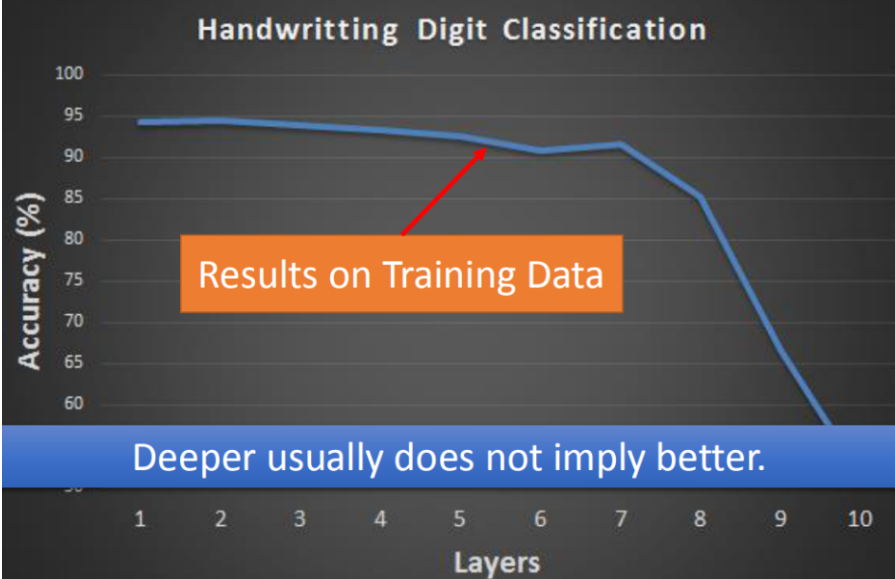 Handwritting Digit Classification
100
95
90
85
80
75
70
65
60
Accuracy (%)
Results on Training Data
Deeper usually does not imply better.
1 2 3 4 5 6 7 8 9 10
Layers